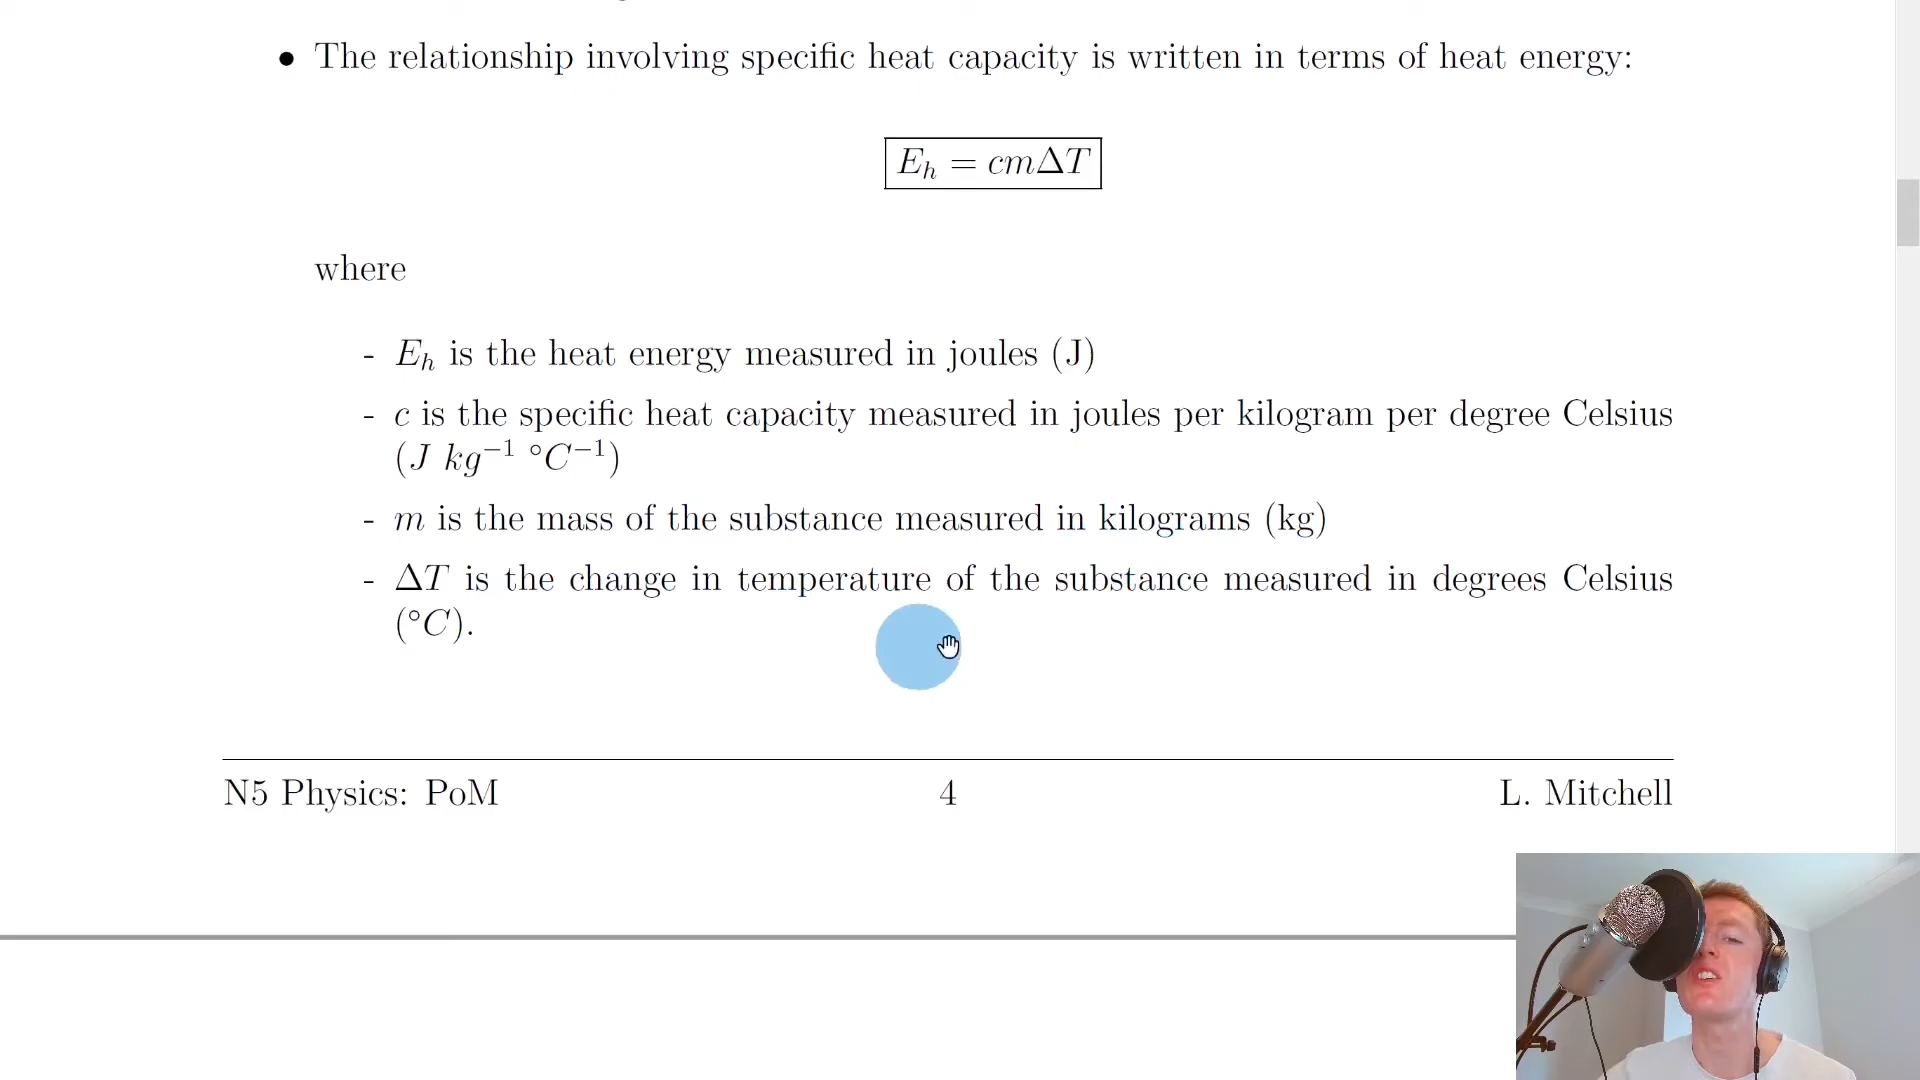 • The relationship involving specific heat capacity is written in terms of heat energy:
E_h = cmΔT
where
- E_h is the heat energy measured in joules (J)
- c is the specific heat capacity measured in joules per kilogram per degree Celsius
(J kg⁻¹ °C⁻¹)
- m is the mass of the substance measured in kilograms (kg)
- ΔT is the change in temperature of the substance measured in degrees Celsius
(°C).
N5 Physics: PoM 4 L. Mitchell